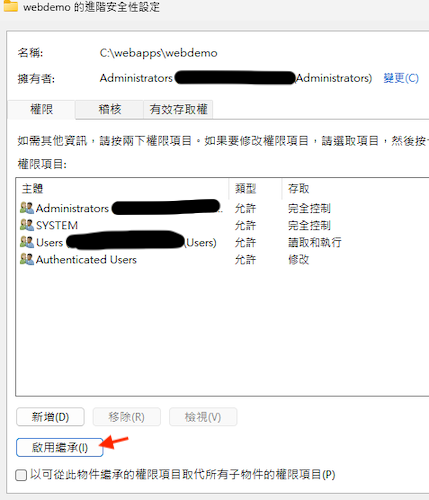 webdemo 的進階安全性設定
名稱: C:\webapps\webdemo
擁有者: Administrators Administrators) 變更(C)
權限 稽核 有效存取權
如需其他資訊，請按兩下權限項目。如果要修改權限項目，請選取項目，然後按
權限項目:
主體 類型 存取
Administrators .. 允許 完全控制
SYSTEM 允許 完全控制
Users \Users) 允許 讀取和執行
Authenticated Users 允許 修改
新增(D) 移除(R) 檢視(V)
啟用繼承(I)
以可從此物件繼承的權限項目取代所有子物件的權限項目(P)